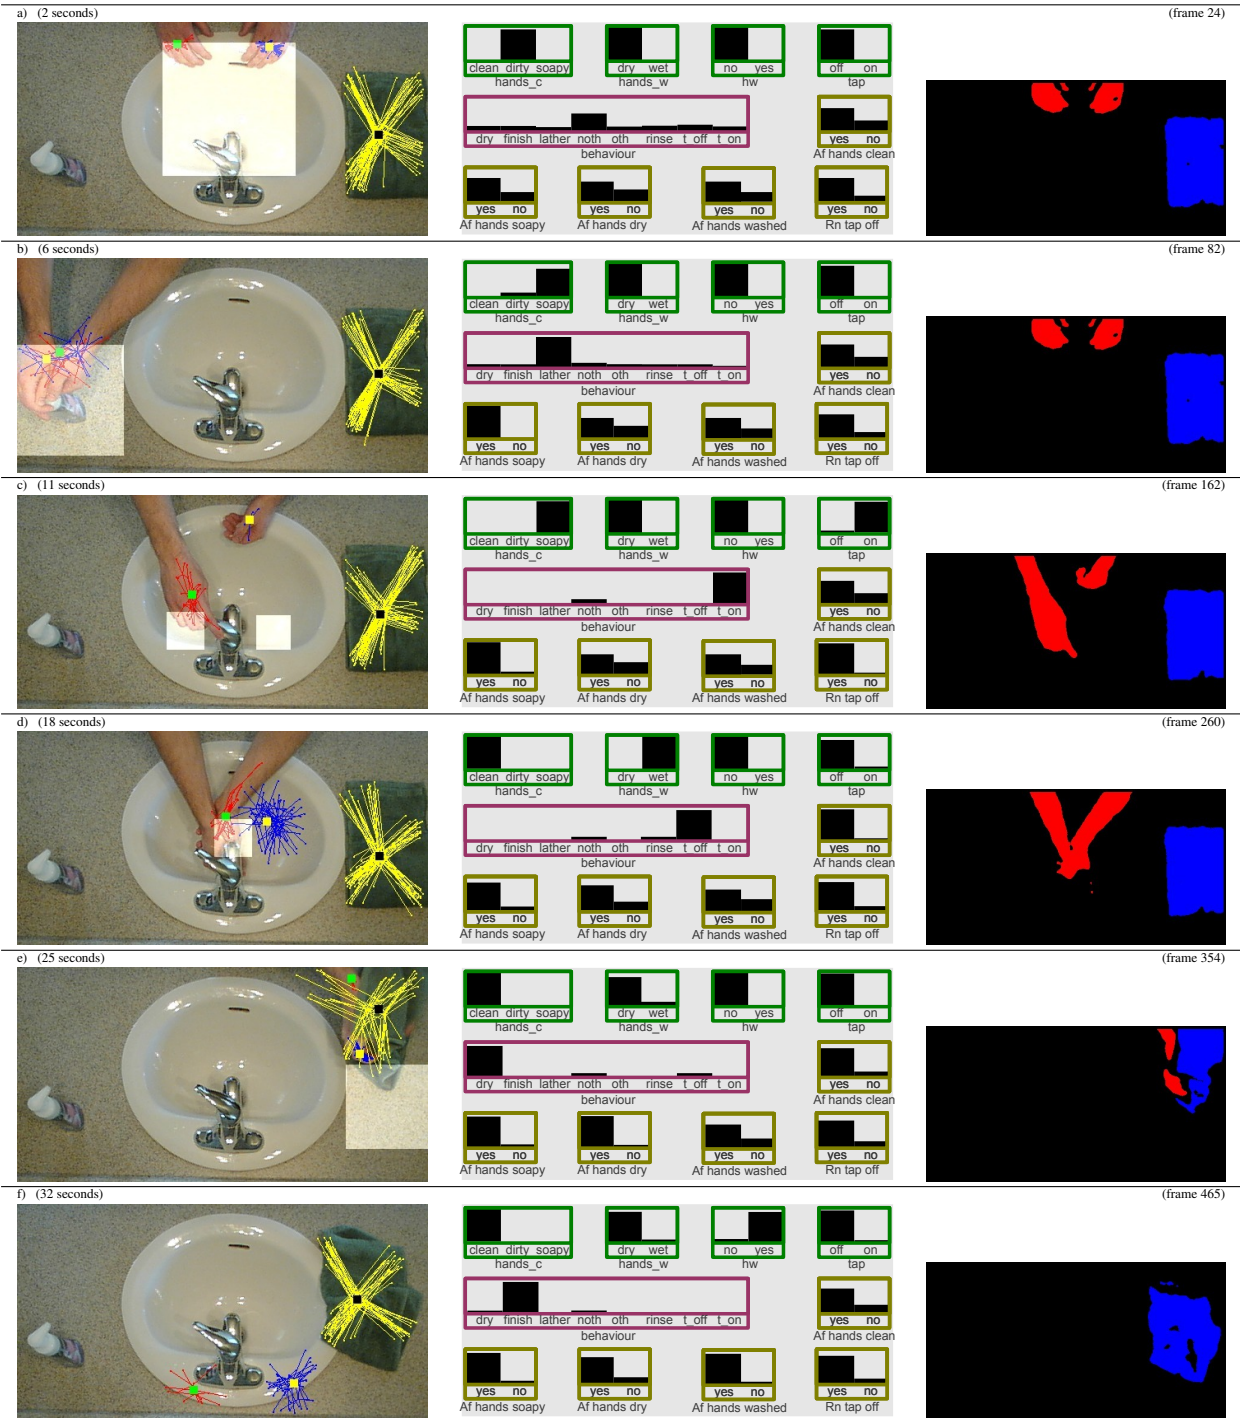 a) (2 seconds) (frame 24)
clean dirty soapy dry wet no yes off on
hands_c hands_w hw tap
dry finish lather noth oth rinse t_off t_on yes no
behaviour Af hands clean
yes no yes no yes no yes no
Af hands soapy Af hands dry Af hands washed Rn tap off
b) (6 seconds) (frame 82)
clean dirty soapy dry wet no yes off on
hands_c hands_w hw tap
dry finish lather noth oth rinse t_off t_on yes no
behaviour Af hands clean
yes no yes no yes no yes no
Af hands soapy Af hands dry Af hands washed Rn tap off
c) (11 seconds) (frame 162)
clean dirty soapy dry wet no yes off on
hands_c hands_w hw tap
dry finish lather noth oth rinse t_off t_on yes no
behaviour Af hands clean
yes no yes no yes no yes no
Af hands soapy Af hands dry Af hands washed Rn tap off
d) (18 seconds) (frame 260)
clean dirty soapy dry wet no yes off on
hands_c hands_w hw tap
dry finish lather noth oth rinse t_off t_on yes no
behaviour Af hands clean
yes no yes no yes no yes no
Af hands soapy Af hands dry Af hands washed Rn tap off
e) (25 seconds) (frame 354)
clean dirty soapy dry wet no yes off on
hands_c hands_w hw tap
dry finish lather noth oth rinse t_off t_on yes no
behaviour Af hands clean
yes no yes no yes no yes no
Af hands soapy Af hands dry Af hands washed Rn tap off
f) (32 seconds) (frame 465)
clean dirty soapy dry wet no yes off on
hands_c hands_w hw tap
dry finish lather noth oth rinse t_off t_on yes no
behaviour Af hands clean
yes no yes no yes no yes no
Af hands soapy Af hands dry Af hands washed Rn tap off